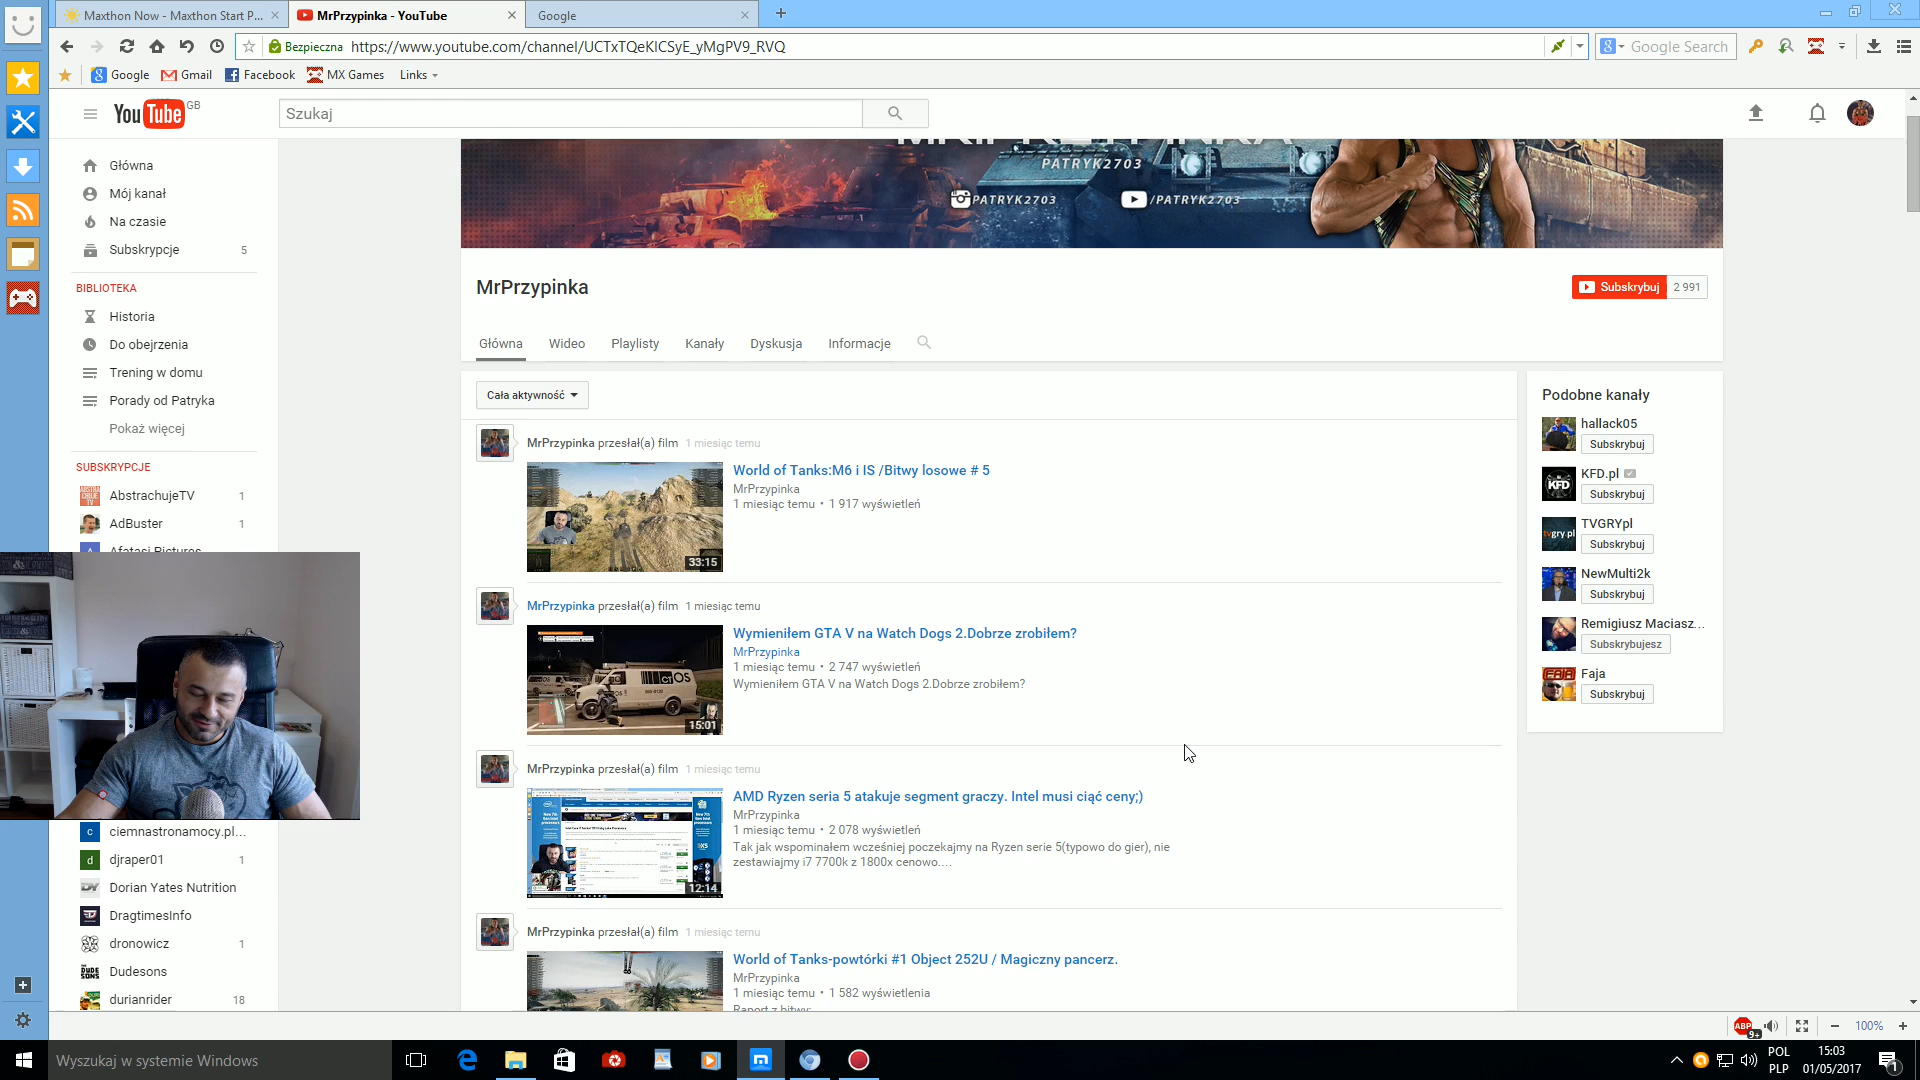 Maxthon Now - Maxthon Start P...
MrPrzypinka - YouTube
Google
Bezpieczna
https://www.youtube.com/channel/UCTxTQeKlCSyE_yMgPV9_RVQ
Google Search
Google
Gmail
Facebook
MX Games
Links
YouTube GB
Szukaj
PATRYK2703
PATRYK2703
/PATRYK2703
Główna
Mój kanał
Na czasie
Subskrypcje 5
BIBLIOTEKA
Historia
Do obejrzenia
Trening w domu
Porady od Patryka
Pokaż więcej
SUBSKRYPCJE
AbstrachujeTV 1
AdBuster 1
ciemnastronamocy.pl...
djraper01 1
Dorian Yates Nutrition
DragtimesInfo
dronowicz 1
Dudesons
durianrider 18
MrPrzypinka
Subskrybuj 2 991
Główna
Wideo
Playlisty
Kanały
Dyskusja
Informacje
Cała aktywność
MrPrzypinka przesłał(a) film 1 miesiąc temu
World of Tanks:M6 i IS /Bitwy losowe # 5
MrPrzypinka
1 miesiąc temu • 1 917 wyświetleń
33:15
MrPrzypinka przesłał(a) film 1 miesiąc temu
Wymieniłem GTA V na Watch Dogs 2.Dobrze zrobiłem?
MrPrzypinka
1 miesiąc temu • 2 747 wyświetleń
Wymieniłem GTA V na Watch Dogs 2.Dobrze zrobiłem?
15:01
MrPrzypinka przesłał(a) film 1 miesiąc temu
AMD Ryzen seria 5 atakuje segment graczy. Intel musi ciąć ceny;)
MrPrzypinka
1 miesiąc temu • 2 078 wyświetleń
Tak jak wspominałem wcześniej poczekajmy na Ryzen serie 5(typowo do gier), nie
zestawiajmy i7 7700k z 1800x cenowo....
12:14
MrPrzypinka przesłał(a) film 1 miesiąc temu
World of Tanks-powtórki #1 Object 252U / Magiczny pancerz.
MrPrzypinka
1 miesiąc temu • 1 582 wyświetlenia
Raport z bitwy:
Podobne kanały
hallack05
Subskrybuj
KFD.pl
Subskrybuj
TVGRYpl
Subskrybuj
NewMulti2k
Subskrybuj
Remigiusz Maciasz...
Subskrybujesz
Faja
Subskrybuj
ABP
9+
100%
Wyszukaj w systemie Windows
POL
PLP
15:03
01/05/2017
1